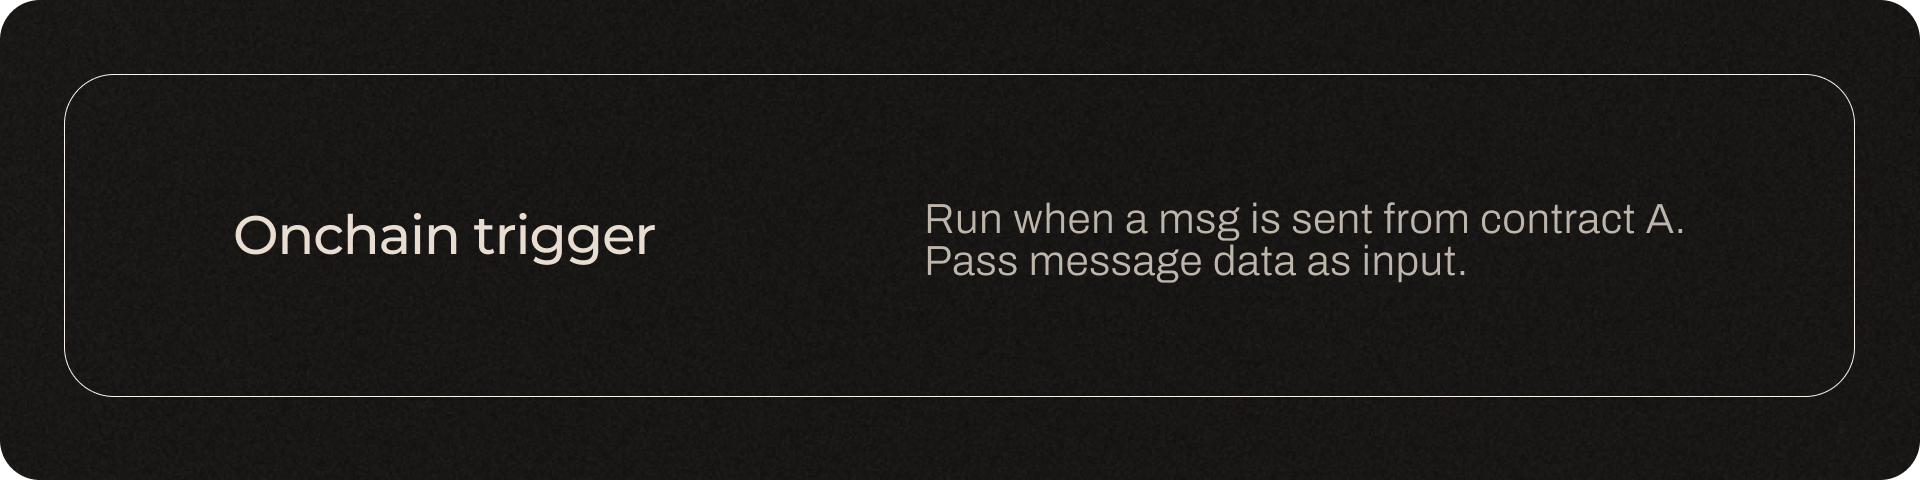 Onchain trigger
Run when a msg is sent from contract A.
Pass message data as input.